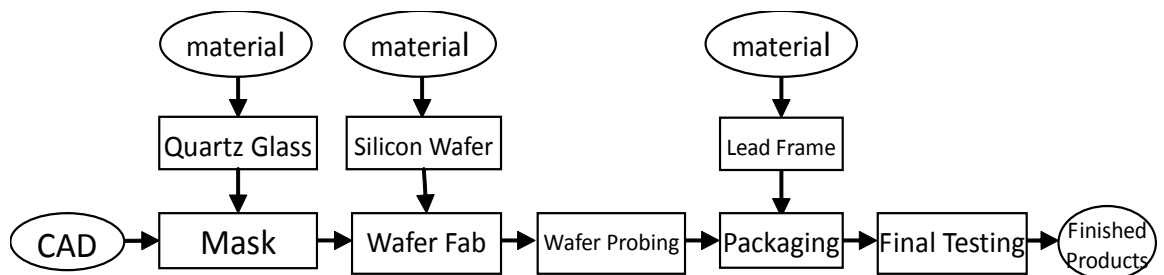 material
material
material
Quartz Glass
Silicon Wafer
Lead Frame
CAD
Mask
Wafer Fab
Wafer Probing
Packaging
Final Testing
Finished
Products